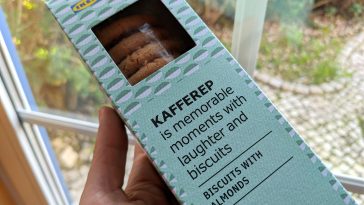 KAFFEREP
is memorable
moments with
laughter and
biscuits
BISCUITS WITH
ALMONDS